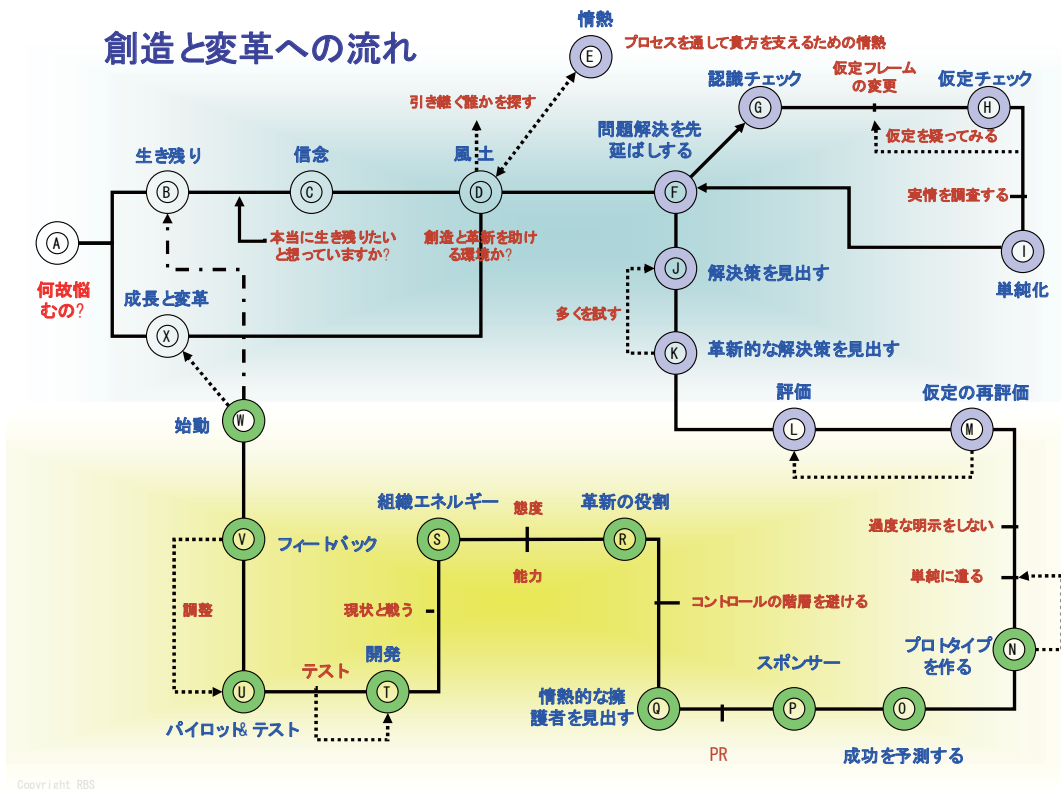 創造と変革への流れ
情熱
E
プロセスを通して貴方を支えるための情熱
認識チェック
G
仮定フレーム
の変更
仮定チェック
H
仮定を疑ってみる
引き継ぐ誰かを探す
問題解決を先
延ばしする
F
生き残り
B
信念
C
風土
D
実情を調査する
A
何故悩
むの?
本当に生き残りたい
と想っていますか?
創造と革新を助け
る環境か?
I
単純化
J
解決策を見出す
成長と変革
X
多くを試す
K
革新的な解決策を見出す
W
始動
評価
L
仮定の再評価
M
組織エネルギー
S
態度
能力
革新の役割
R
過度な明示をしない
V
フィートバック
単純に造る
調整
現状と戦う
コントロールの階層を避ける
テスト
開発
T
スポンサー
P
プロトタイプ
を作る
N
U
パイロット& テスト
情熱的な擁
護者を見出す
Q
O
成功を予測する
PR
Copyright RBS